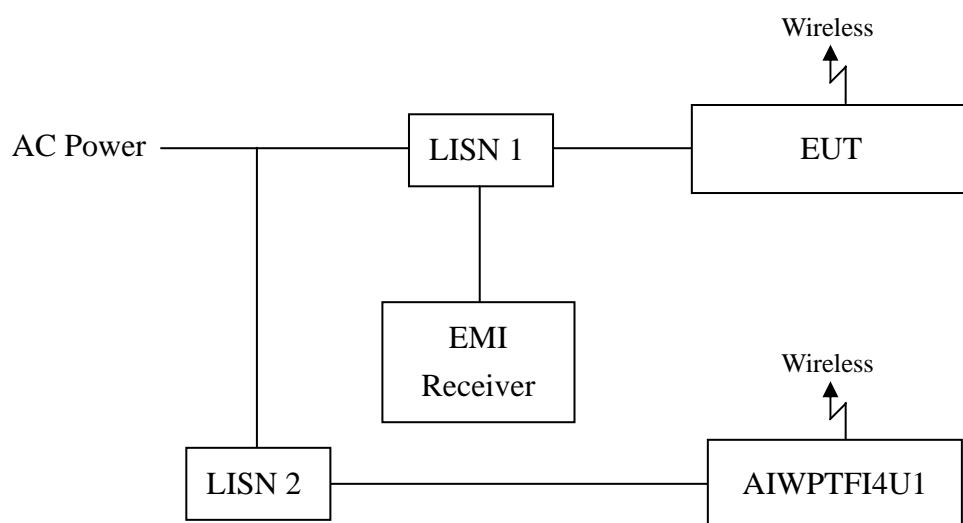 Wireless
AC Power
LISN 1
EUT
EMI
Receiver
Wireless
LISN 2
AIWPTFI4U1